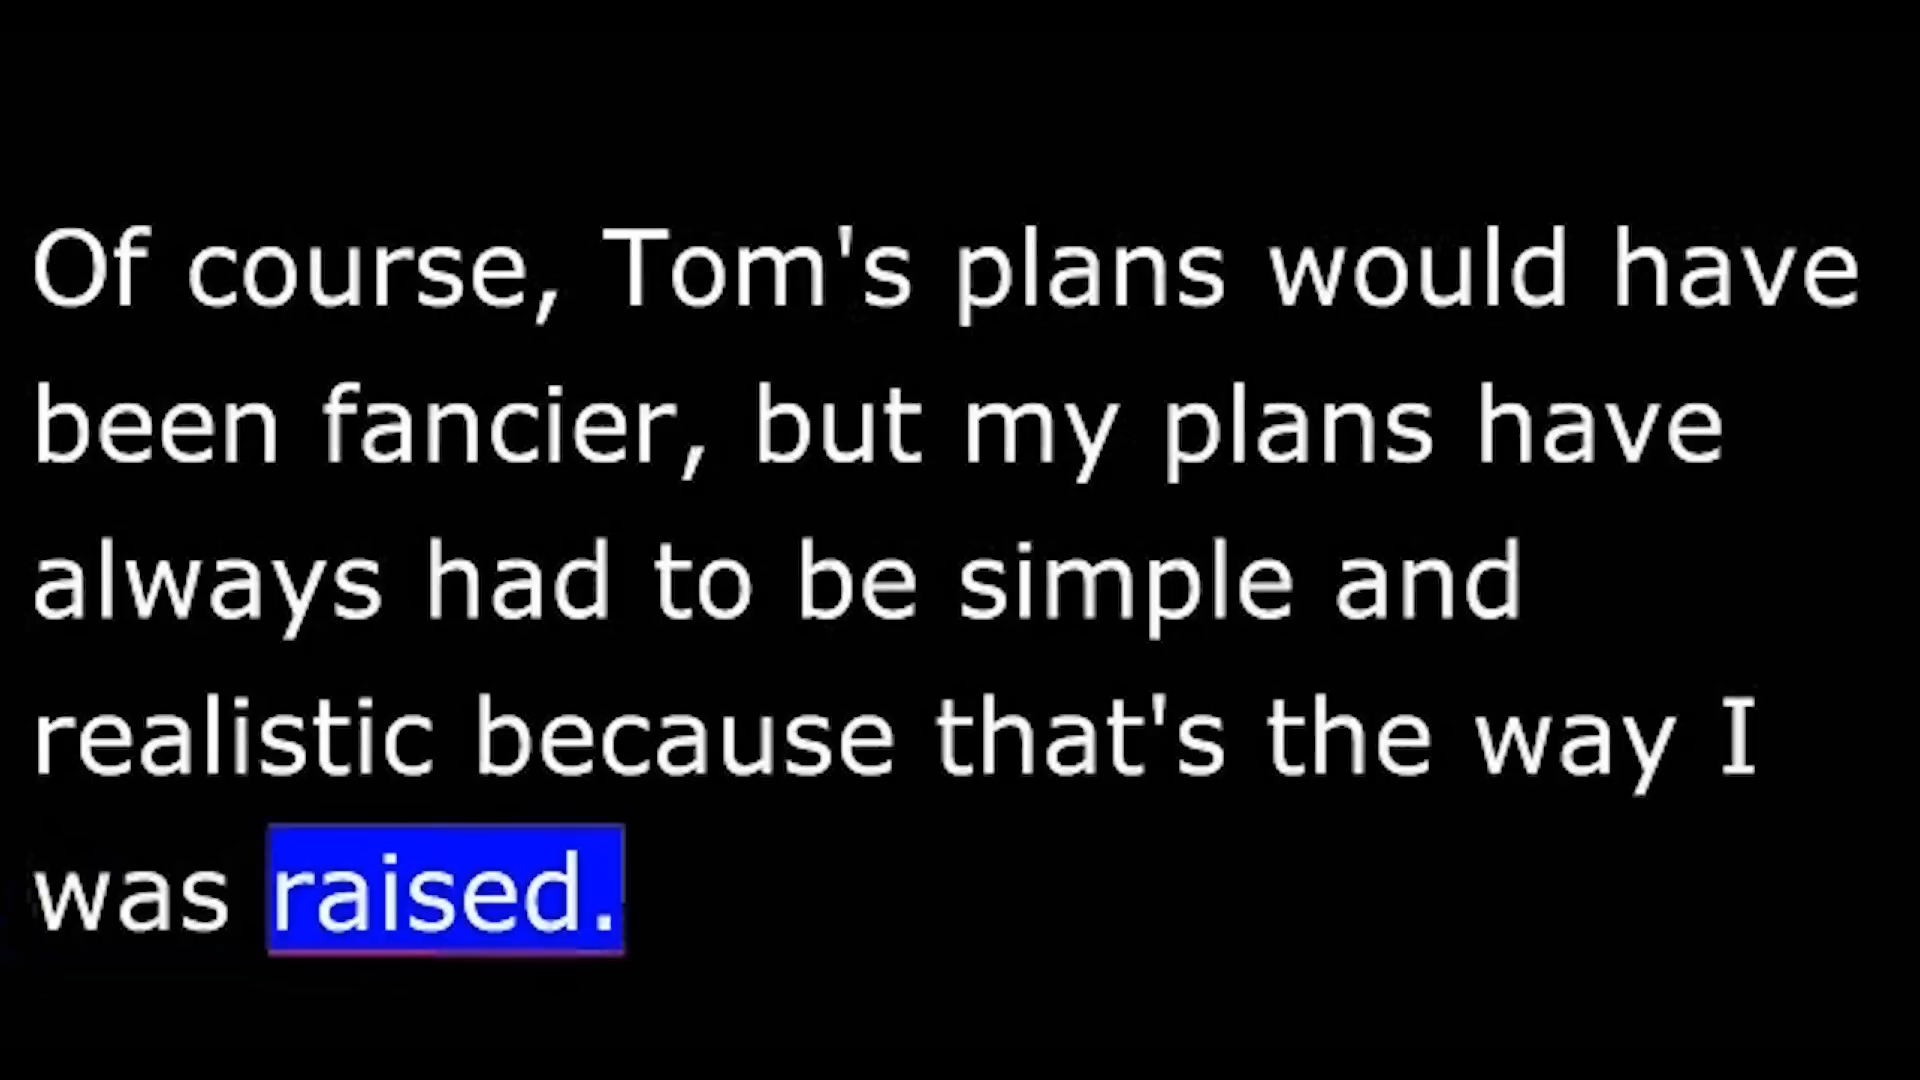 Of course, Tom's plans would have
been fancier, but my plans have
always had to be simple and
realistic because that's the way I
was raised.